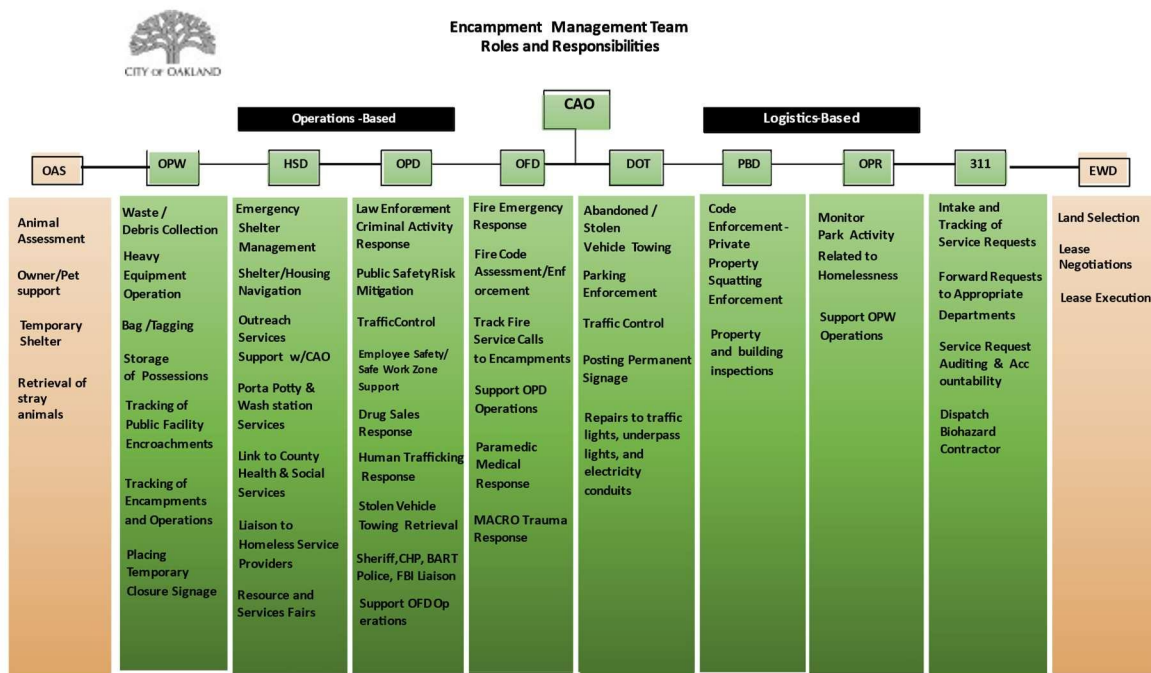 Encampment Management Team
Roles and Responsibilities
CITY OF OAKLAND
CAO
Operations -Based
Logistics-Based
OAS
OPW
HSD
OPD
OFD
DOT
PBD
OPR
311
EWD
Animal
Assessment
Owner/Pet
support
Temporary
Shelter
Retrieval of
stray
animals
Waste /
Debris Collection
Heavy
Equipment
Operation
Bag /Tagging
Storage
of Possessions
Tracking of
Public Facility
Encroachments
Tracking of
Encampments
and Operations
Placing
Temporary
Closure Signage
Emergency
Shelter
Management
Shelter/Housing
Navigation
Outreach
Services
Support w/CAO
Porta Potty &
Wash station
Services
Link to County
Health & Social
Services
Liaison to
Homeless Service
Providers
Resource and
Services Fairs
Law Enforcement
Criminal Activity
Response
Public Safety Risk
Mitigation
TrafficControl
Employee Safety/
Safe Work Zone
Support
Drug Sales
Response
Human Trafficking
Response
Stolen Vehicle
Towing Retrieval
Sheriff,CHP, BART
Police, FBI Liaison
Support OFD Op
erations
Fire Emergency
Response
Fire Code
Assessment/Enf
orcement
Track Fire
Service Calls
to Encampments
Support OPD
Operations
Paramedic
Medical
Response
MACRO Trauma
Response
Abandoned /
Stolen
Vehicle Towing
Parking
Enforcement
Traffic Control
Posting Permanent
Signage
Repairs to traffic
lights, underpass
lights, and
electricity
conduits
Code
Enforcement-
Private
Property
Squatting
Enforcement
Property
and building
inspections
Monitor
Park Activity
Related to
Homelessness
Support OPW
Operations
Intake and
Tracking of
Service Requests
Forward Requests
to Appropriate
Departments
Service Request
Auditing & Acc
ountability
Dispatch
Biohazard
Contractor
Land Selection
Lease
Negotiations
Lease Execution